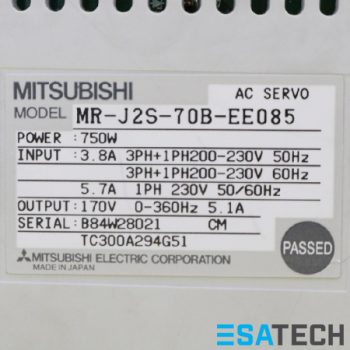 MITSUBISHI AC SERVO
MODEL MR-J2S-70B-EE085
POWER : 750W
INPUT : 3.8A 3PH+1PH200-230V 50Hz
3PH+1PH200-230V 60Hz
5.7A 1PH 230V 50/60Hz
OUTPUT: 170V 0-360Hz 5.1A
SERIAL: B84W28021 CM
TC300A294G51
MITSUBISHI ELECTRIC CORPORATION
MADE IN JAPAN
PASSED
ESATECH